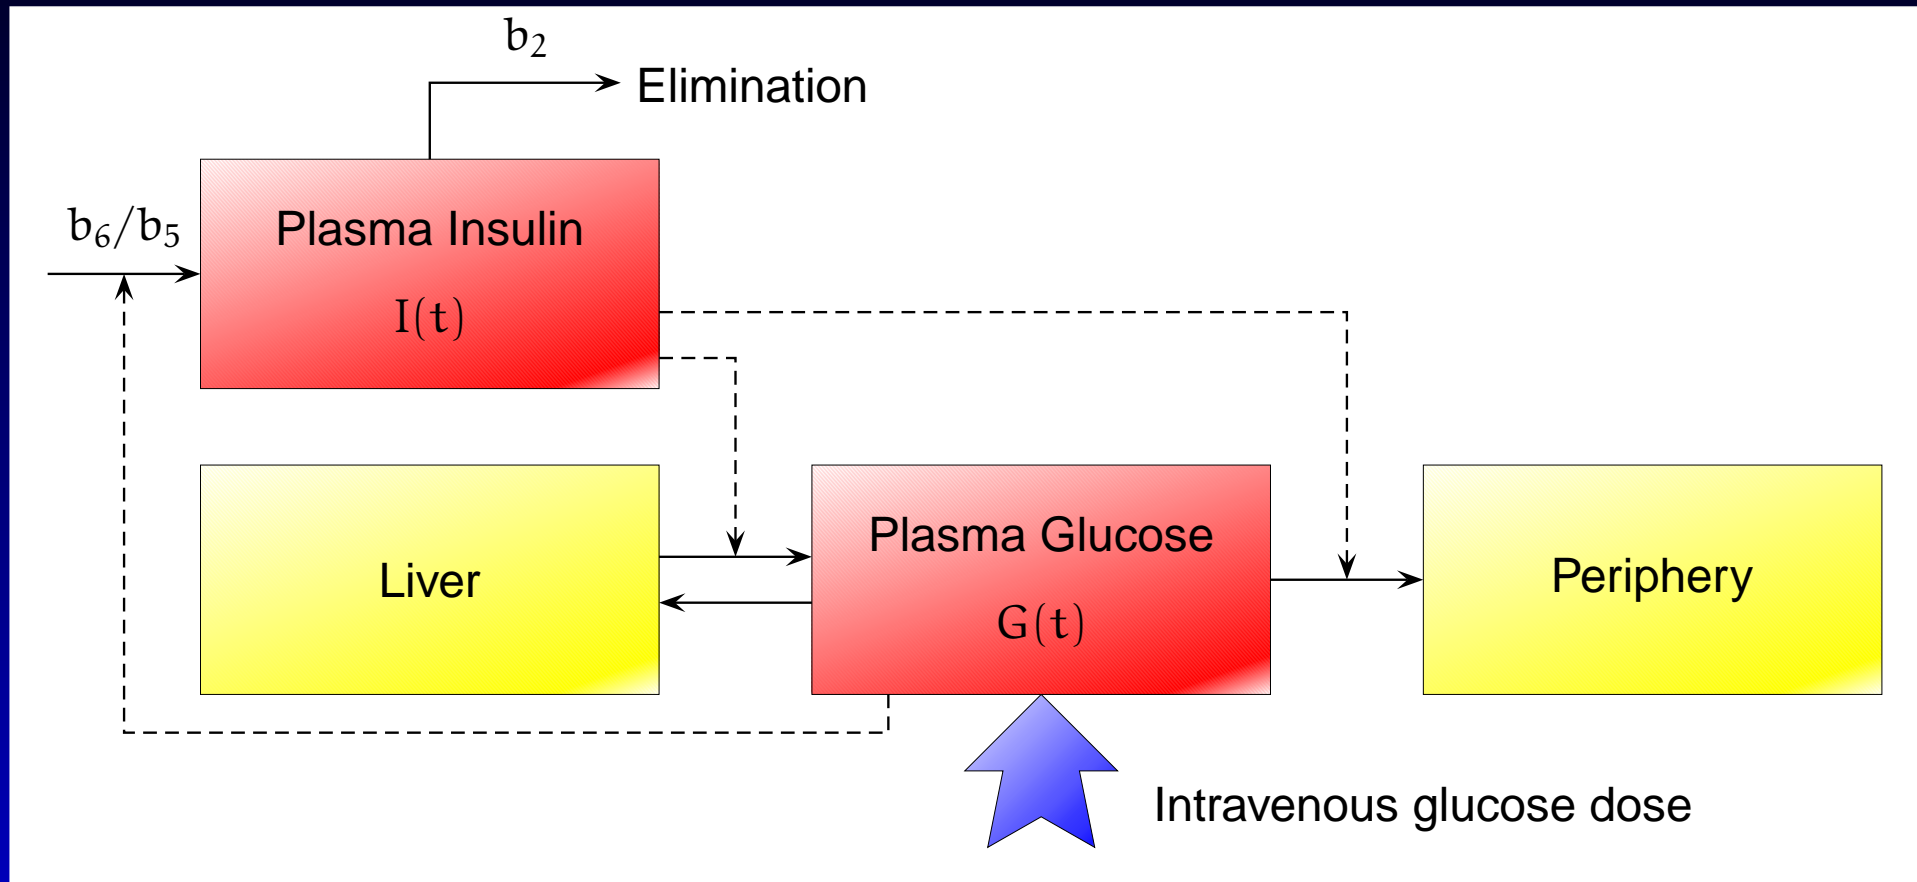 b₂
Elimination
b₆/b₅
Plasma Insulin
I(t)
Liver
Plasma Glucose
G(t)
Periphery
Intravenous glucose dose